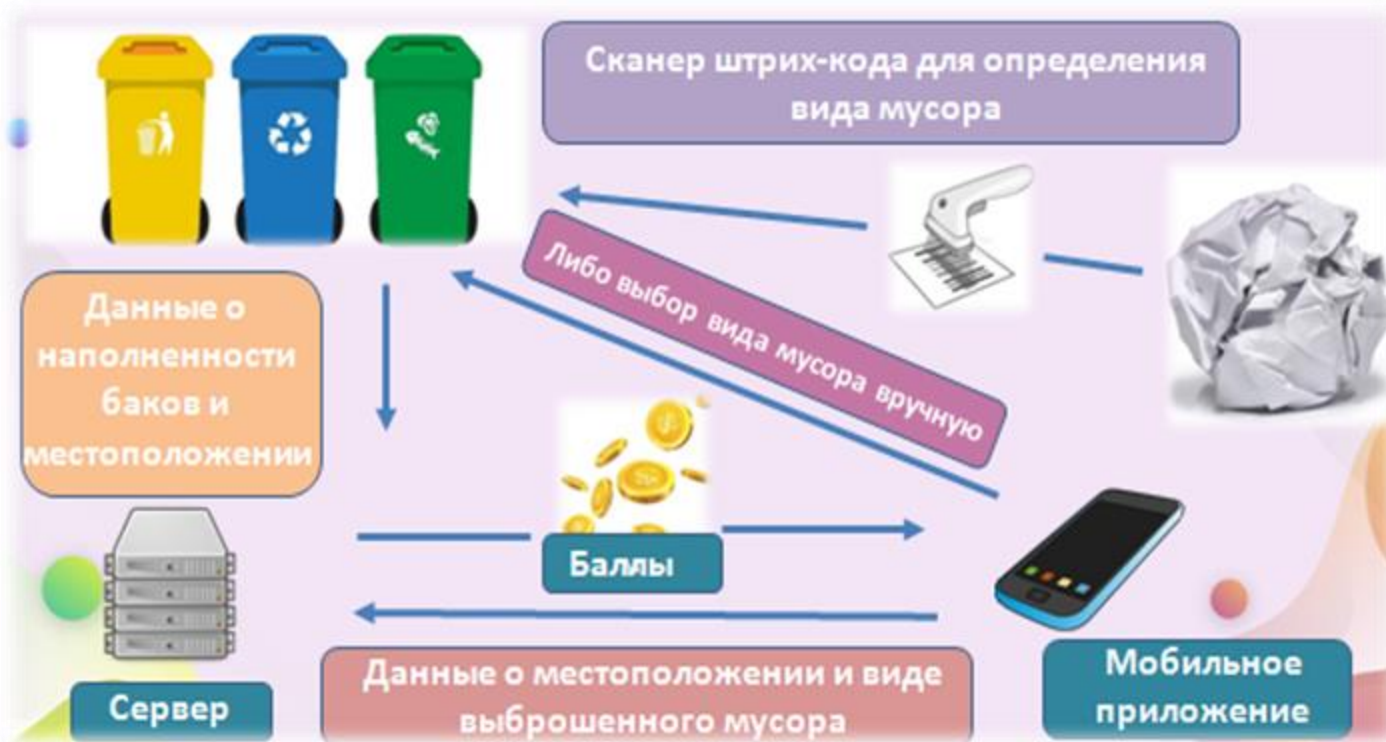 Сканер штрих-кода для определения
вида мусора
Либо выбор вида мусора вручную
Данные о
наполненности
баков и
местоположении
Баллы
Сервер
Данные о местоположении и виде
выброшенного мусора
Мобильное
приложение